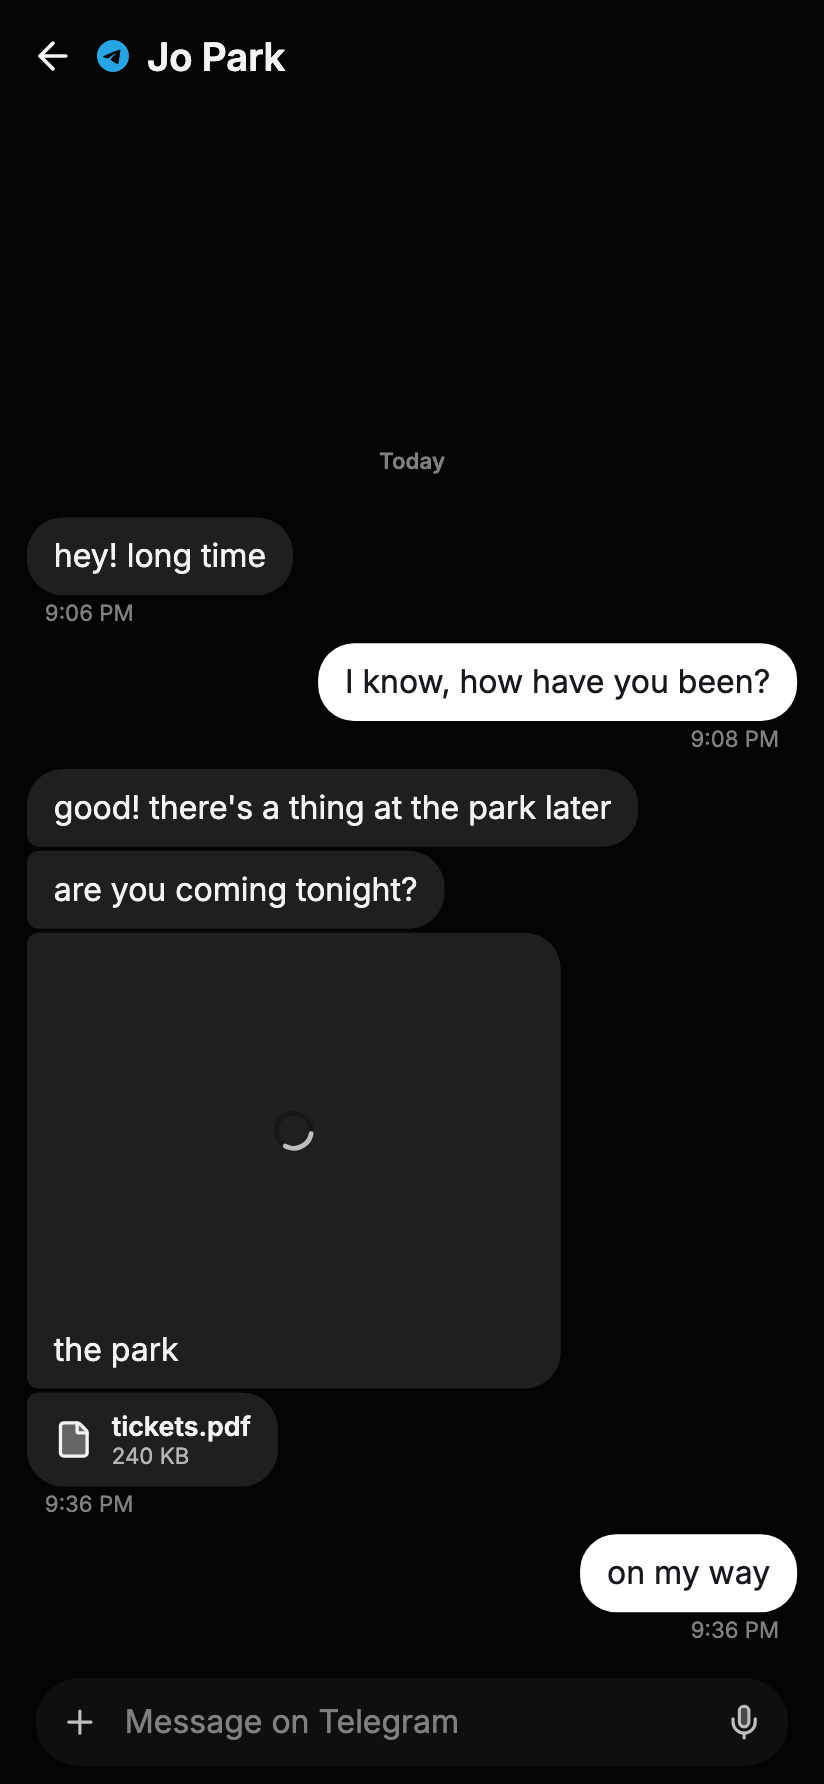 Jo Park
Today
hey! long time
9:06 PM
I know, how have you been?
9:08 PM
good! there's a thing at the park later
are you coming tonight?
the park
tickets.pdf
240 KB
9:36 PM
on my way
9:36 PM
Message on Telegram